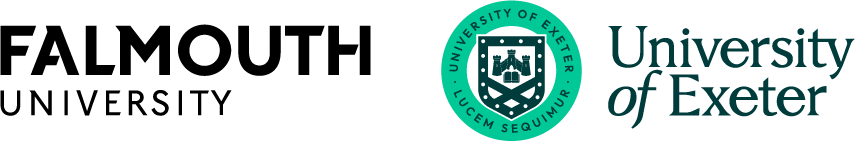 FALMOUTH
UNIVERSITY
· UNIVERSITY OF EXETER ·
LUCEM SEQUIMUR
University
of Exeter